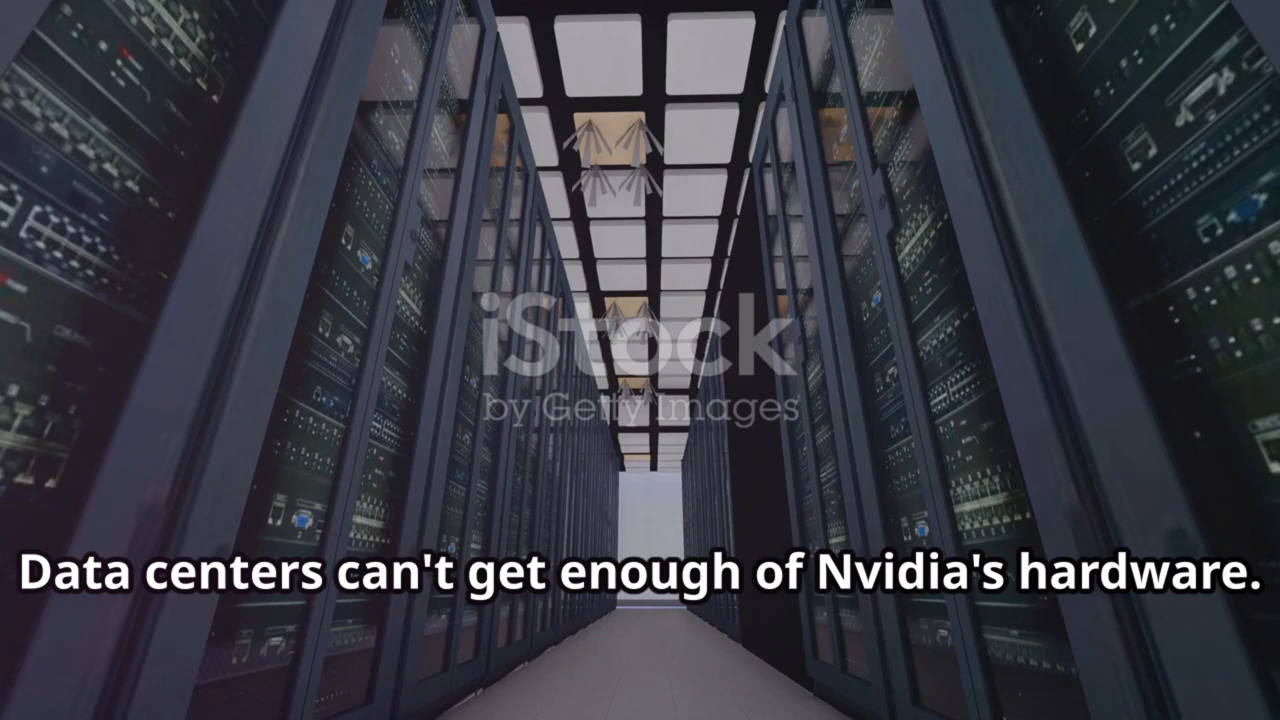 iStock
by Getty Images
Data centers can't get enough of Nvidia's hardware.